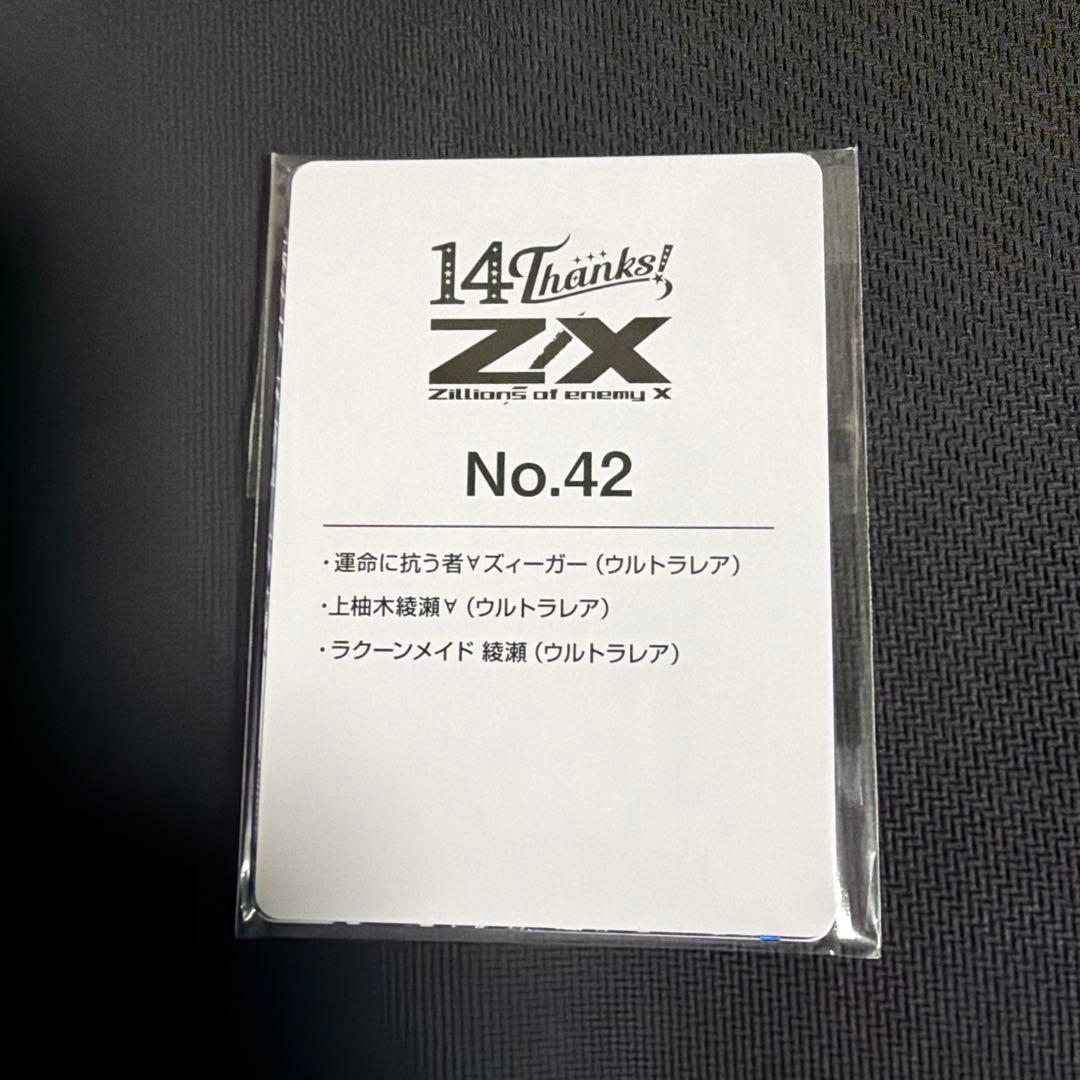 14Thanks!
Z/X
Zillions of enemy X
No.42
・運命に抗う者∀ズィーガー（ウルトラレア）
・上柚木綾瀬∀（ウルトラレア）
・ラクーンメイド 綾瀬（ウルトラレア）